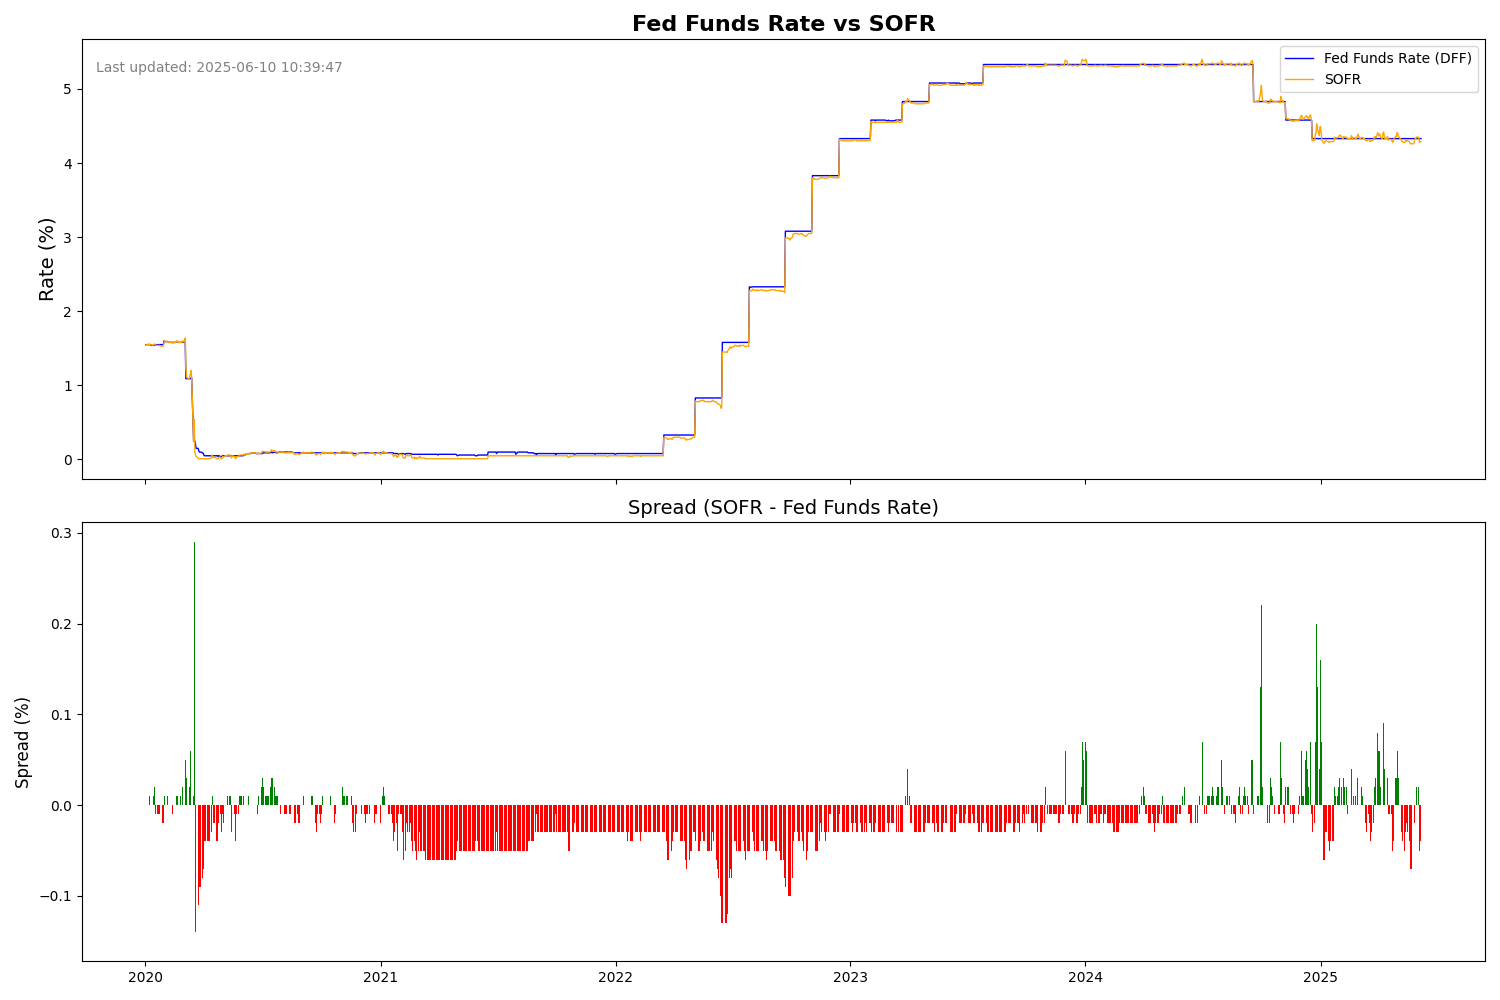 Fed Funds Rate vs SOFR
Last updated: 2025-06-10 10:39:47
Fed Funds Rate (DFF)
SOFR
Rate (%)
5
4
3
2
1
0
Spread (SOFR - Fed Funds Rate)
Spread (%)
0.3
0.2
0.1
0.0
−0.1
2020
2021
2022
2023
2024
2025